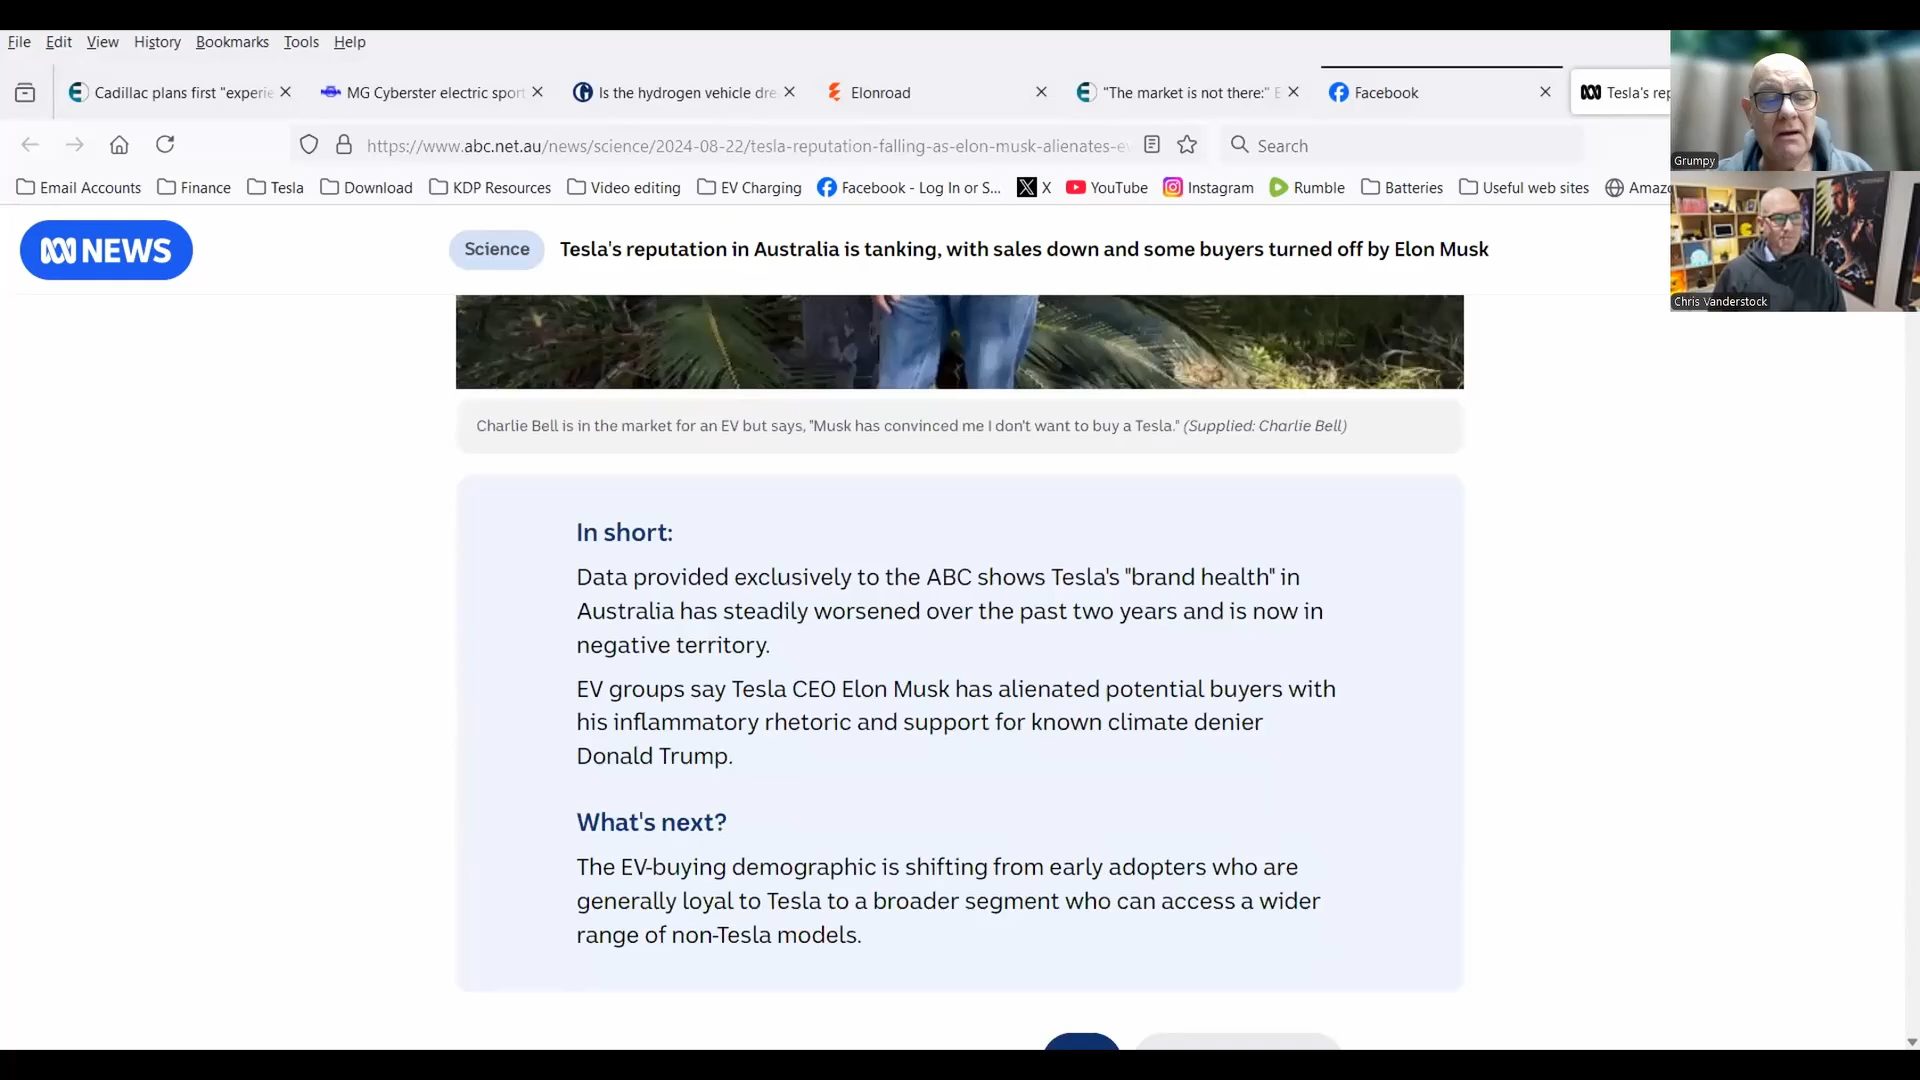 File Edit View History Bookmarks Tools Help
Cadillac plans first "experie
MG Cyberster electric sport
Is the hydrogen vehicle dre
Elonroad
"The market is not there:" E
Facebook
Tesla's rep
https://www.abc.net.au/news/science/2024-08-22/tesla-reputation-falling-as-elon-musk-alienates-ev
Search
Email Accounts Finance Tesla Download KDP Resources Video editing EV Charging Facebook - Log In or S... X YouTube Instagram Rumble Batteries Useful web sites Amazo
Grumpy
Chris Vanderstock
NEWS
Science
Tesla's reputation in Australia is tanking, with sales down and some buyers turned off by Elon Musk
Charlie Bell is in the market for an EV but says, "Musk has convinced me I don't want to buy a Tesla." (Supplied: Charlie Bell)
In short:
Data provided exclusively to the ABC shows Tesla's "brand health" in
Australia has steadily worsened over the past two years and is now in
negative territory.
EV groups say Tesla CEO Elon Musk has alienated potential buyers with
his inflammatory rhetoric and support for known climate denier
Donald Trump.
What's next?
The EV-buying demographic is shifting from early adopters who are
generally loyal to Tesla to a broader segment who can access a wider
range of non-Tesla models.